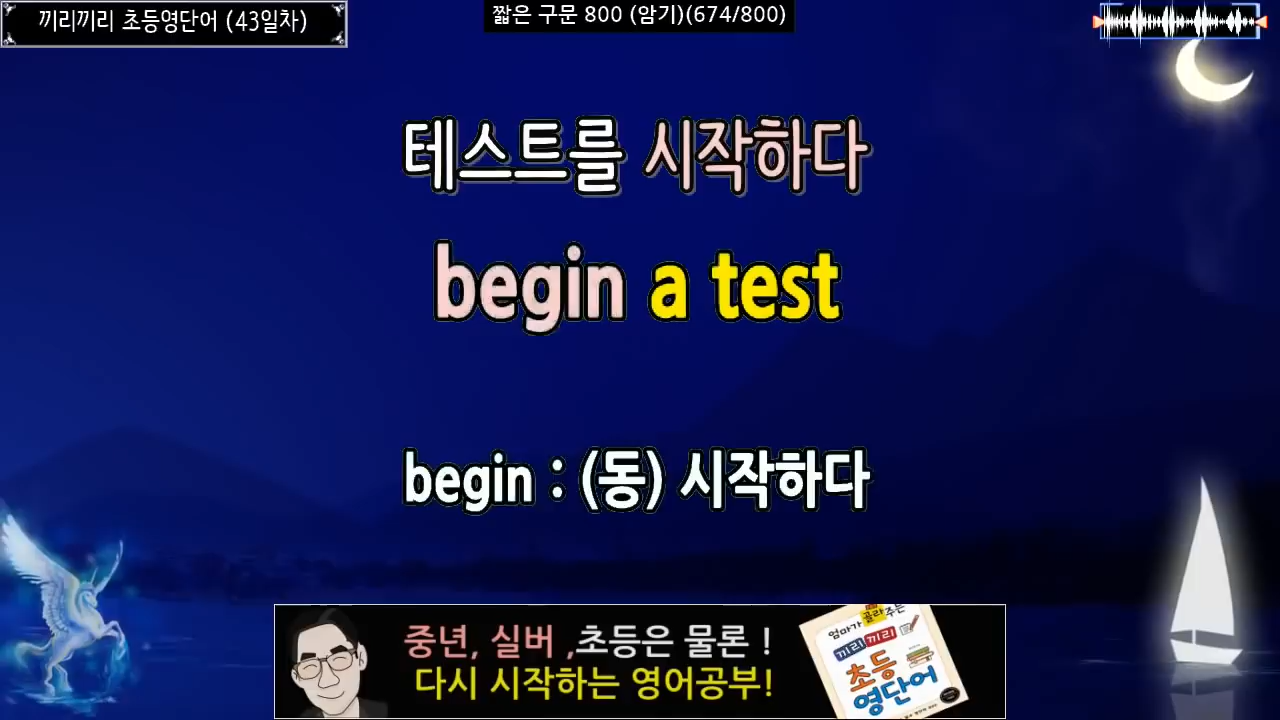 끼리끼리 초등영단어 (43일차)
짧은 구문 800 (암기)(674/800)
테스트를 시작하다
begin a test
begin : (동) 시작하다
중년, 실버 ,초등은 물론 !
다시 시작하는 영어공부!
엄마가 골라주는
끼리끼리
초등
영단어